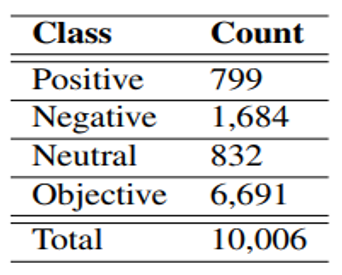 Class Count
Positive 799
Negative 1,684
Neutral 832
Objective 6,691
Total 10,006